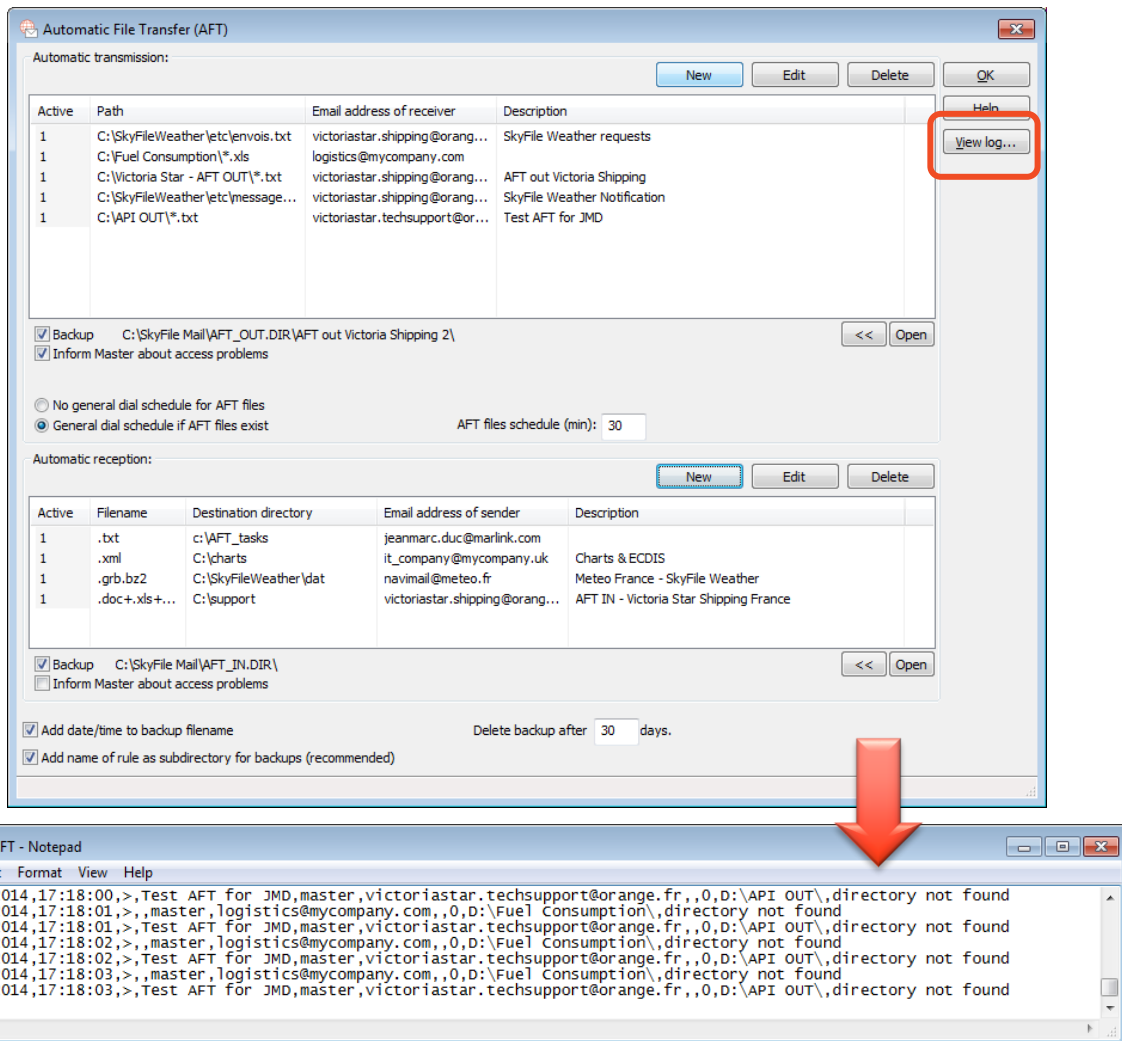 Automatic File Transfer (AFT)
Automatic transmission:
New Edit Delete OK
Help
View log...
Active Path Email address of receiver Description
1 C:\SkyFileWeather\etc\envois.txt victoriastar.shipping@orang... SkyFile Weather requests
1 C:\Fuel Consumption\*.xls logistics@mycompany.com
1 C:\Victoria Star - AFT OUT\*.txt victoriastar.shipping@orang... AFT out Victoria Shipping
1 C:\SkyFileWeather\etc\message... victoriastar.shipping@orang... SkyFile Weather Notification
1 C:\API OUT\*.txt victoriastar.techsupport@or... Test AFT for JMD
Backup C:\SkyFile Mail\AFT_OUT.DIR\AFT out Victoria Shipping 2\ << Open
Inform Master about access problems
No general dial schedule for AFT files
General dial schedule if AFT files exist AFT files schedule (min): 30
Automatic reception:
New Edit Delete
Active Filename Destination directory Email address of sender Description
1 .txt c:\AFT_tasks jeanmarc.duc@marlink.com
1 .xml C:\charts it_company@mycompany.uk Charts & ECDIS
1 .grb.bz2 C:\SkyFileWeather\dat navimail@meteo.fr Meteo France - SkyFile Weather
1 .doc+.xls+... C:\support victoriastar.shipping@orang... AFT IN - Victoria Star Shipping France
Backup C:\SkyFile Mail\AFT_IN.DIR\ << Open
Inform Master about access problems
Add date/time to backup filename Delete backup after 30 days.
Add name of rule as subdirectory for backups (recommended)
FT - Notepad
Format View Help
014,17:18:00,>,Test AFT for JMD,master,victoriastar.techsupport@orange.fr,,0,D:\API OUT\,directory not found
014,17:18:01,>,,master,logistics@mycompany.com,,0,D:\Fuel Consumption\,directory not found
014,17:18:01,>,Test AFT for JMD,master,victoriastar.techsupport@orange.fr,,0,D:\API OUT\,directory not found
014,17:18:02,>,,master,logistics@mycompany.com,,0,D:\Fuel Consumption\,directory not found
014,17:18:02,>,Test AFT for JMD,master,victoriastar.techsupport@orange.fr,,0,D:\API OUT\,directory not found
014,17:18:03,>,,master,logistics@mycompany.com,,0,D:\Fuel Consumption\,directory not found
014,17:18:03,>,Test AFT for JMD,master,victoriastar.techsupport@orange.fr,,0,D:\API OUT\,directory not found